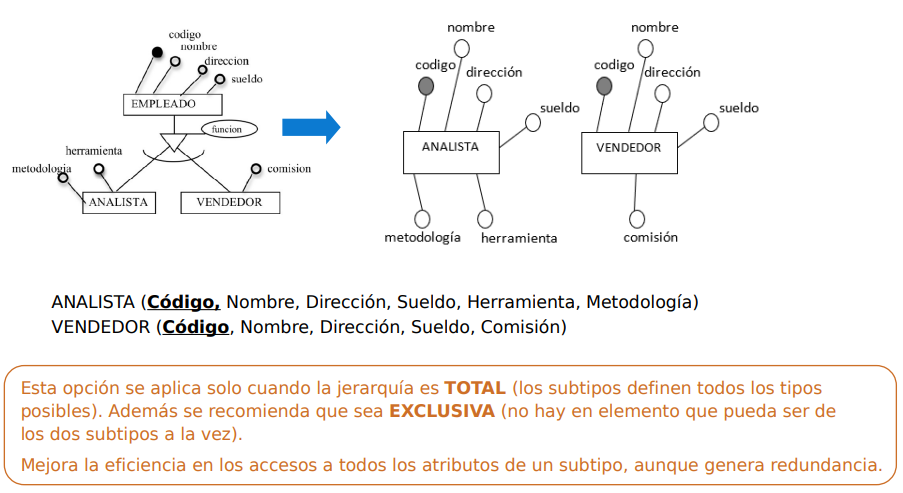 codigo
nombre
direccion
sueldo
EMPLEADO
funcion
herramienta
metodologia
comision
ANALISTA
VENDEDOR
nombre
codigo
dirección
sueldo
ANALISTA
metodología
herramienta
nombre
codigo
dirección
sueldo
VENDEDOR
comisión
ANALISTA (Código, Nombre, Dirección, Sueldo, Herramienta, Metodología)
VENDEDOR (Código, Nombre, Dirección, Sueldo, Comisión)
Esta opción se aplica solo cuando la jerarquía es TOTAL (los subtipos definen todos los tipos
posibles). Además se recomienda que sea EXCLUSIVA (no hay en elemento que pueda ser de
los dos subtipos a la vez).
Mejora la eficiencia en los accesos a todos los atributos de un subtipo, aunque genera redundancia.